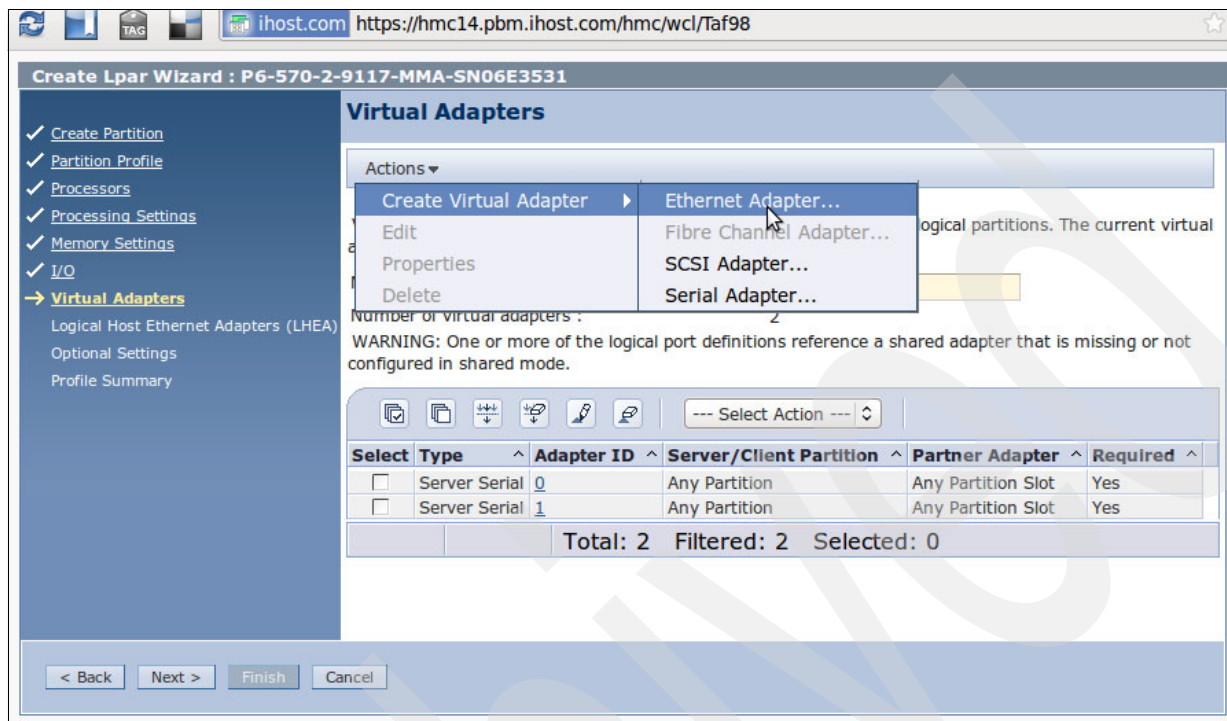 TAG
ihost.com https://hmc14.pbm.ihost.com/hmc/wcl/Taf98
Create Lpar Wizard : P6-570-2-9117-MMA-SN06E3531
Create Partition
Partition Profile
Processors
Processing Settings
Memory Settings
I/O
Virtual Adapters
Logical Host Ethernet Adapters (LHEA)
Optional Settings
Profile Summary
Virtual Adapters
Actions
Create Virtual Adapter
Edit
Properties
Delete
Ethernet Adapter...
Fibre Channel Adapter...
SCSI Adapter...
Serial Adapter...
logical partitions. The current virtual
Number of virtual adapters : 2
WARNING: One or more of the logical port definitions reference a shared adapter that is missing or not
configured in shared mode.
--- Select Action ---
Select Type ^ Adapter ID ^ Server/Client Partition ^ Partner Adapter ^ Required ^
Server Serial 0 Any Partition Any Partition Slot Yes
Server Serial 1 Any Partition Any Partition Slot Yes
Total: 2 Filtered: 2 Selected: 0
< Back Next > Finish Cancel